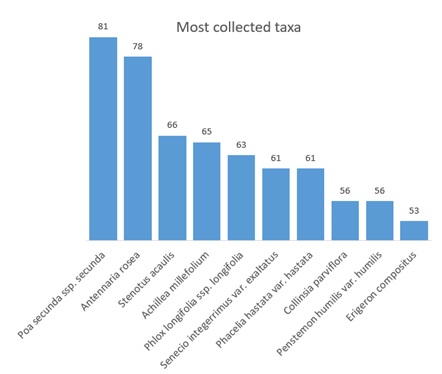 Most collected taxa
81
78
66
65
63
61
61
56
56
53
Poa secunda ssp. secunda
Antennaria rosea
Stenotus acaulis
Achillea millefolium
Phlox longifolia ssp. longifolia
Senecio integerrimus var. exaltatus
Phacelia hastata var. hastata
Collinsia parviflora
Penstemon humilis var. humilis
Erigeron compositus